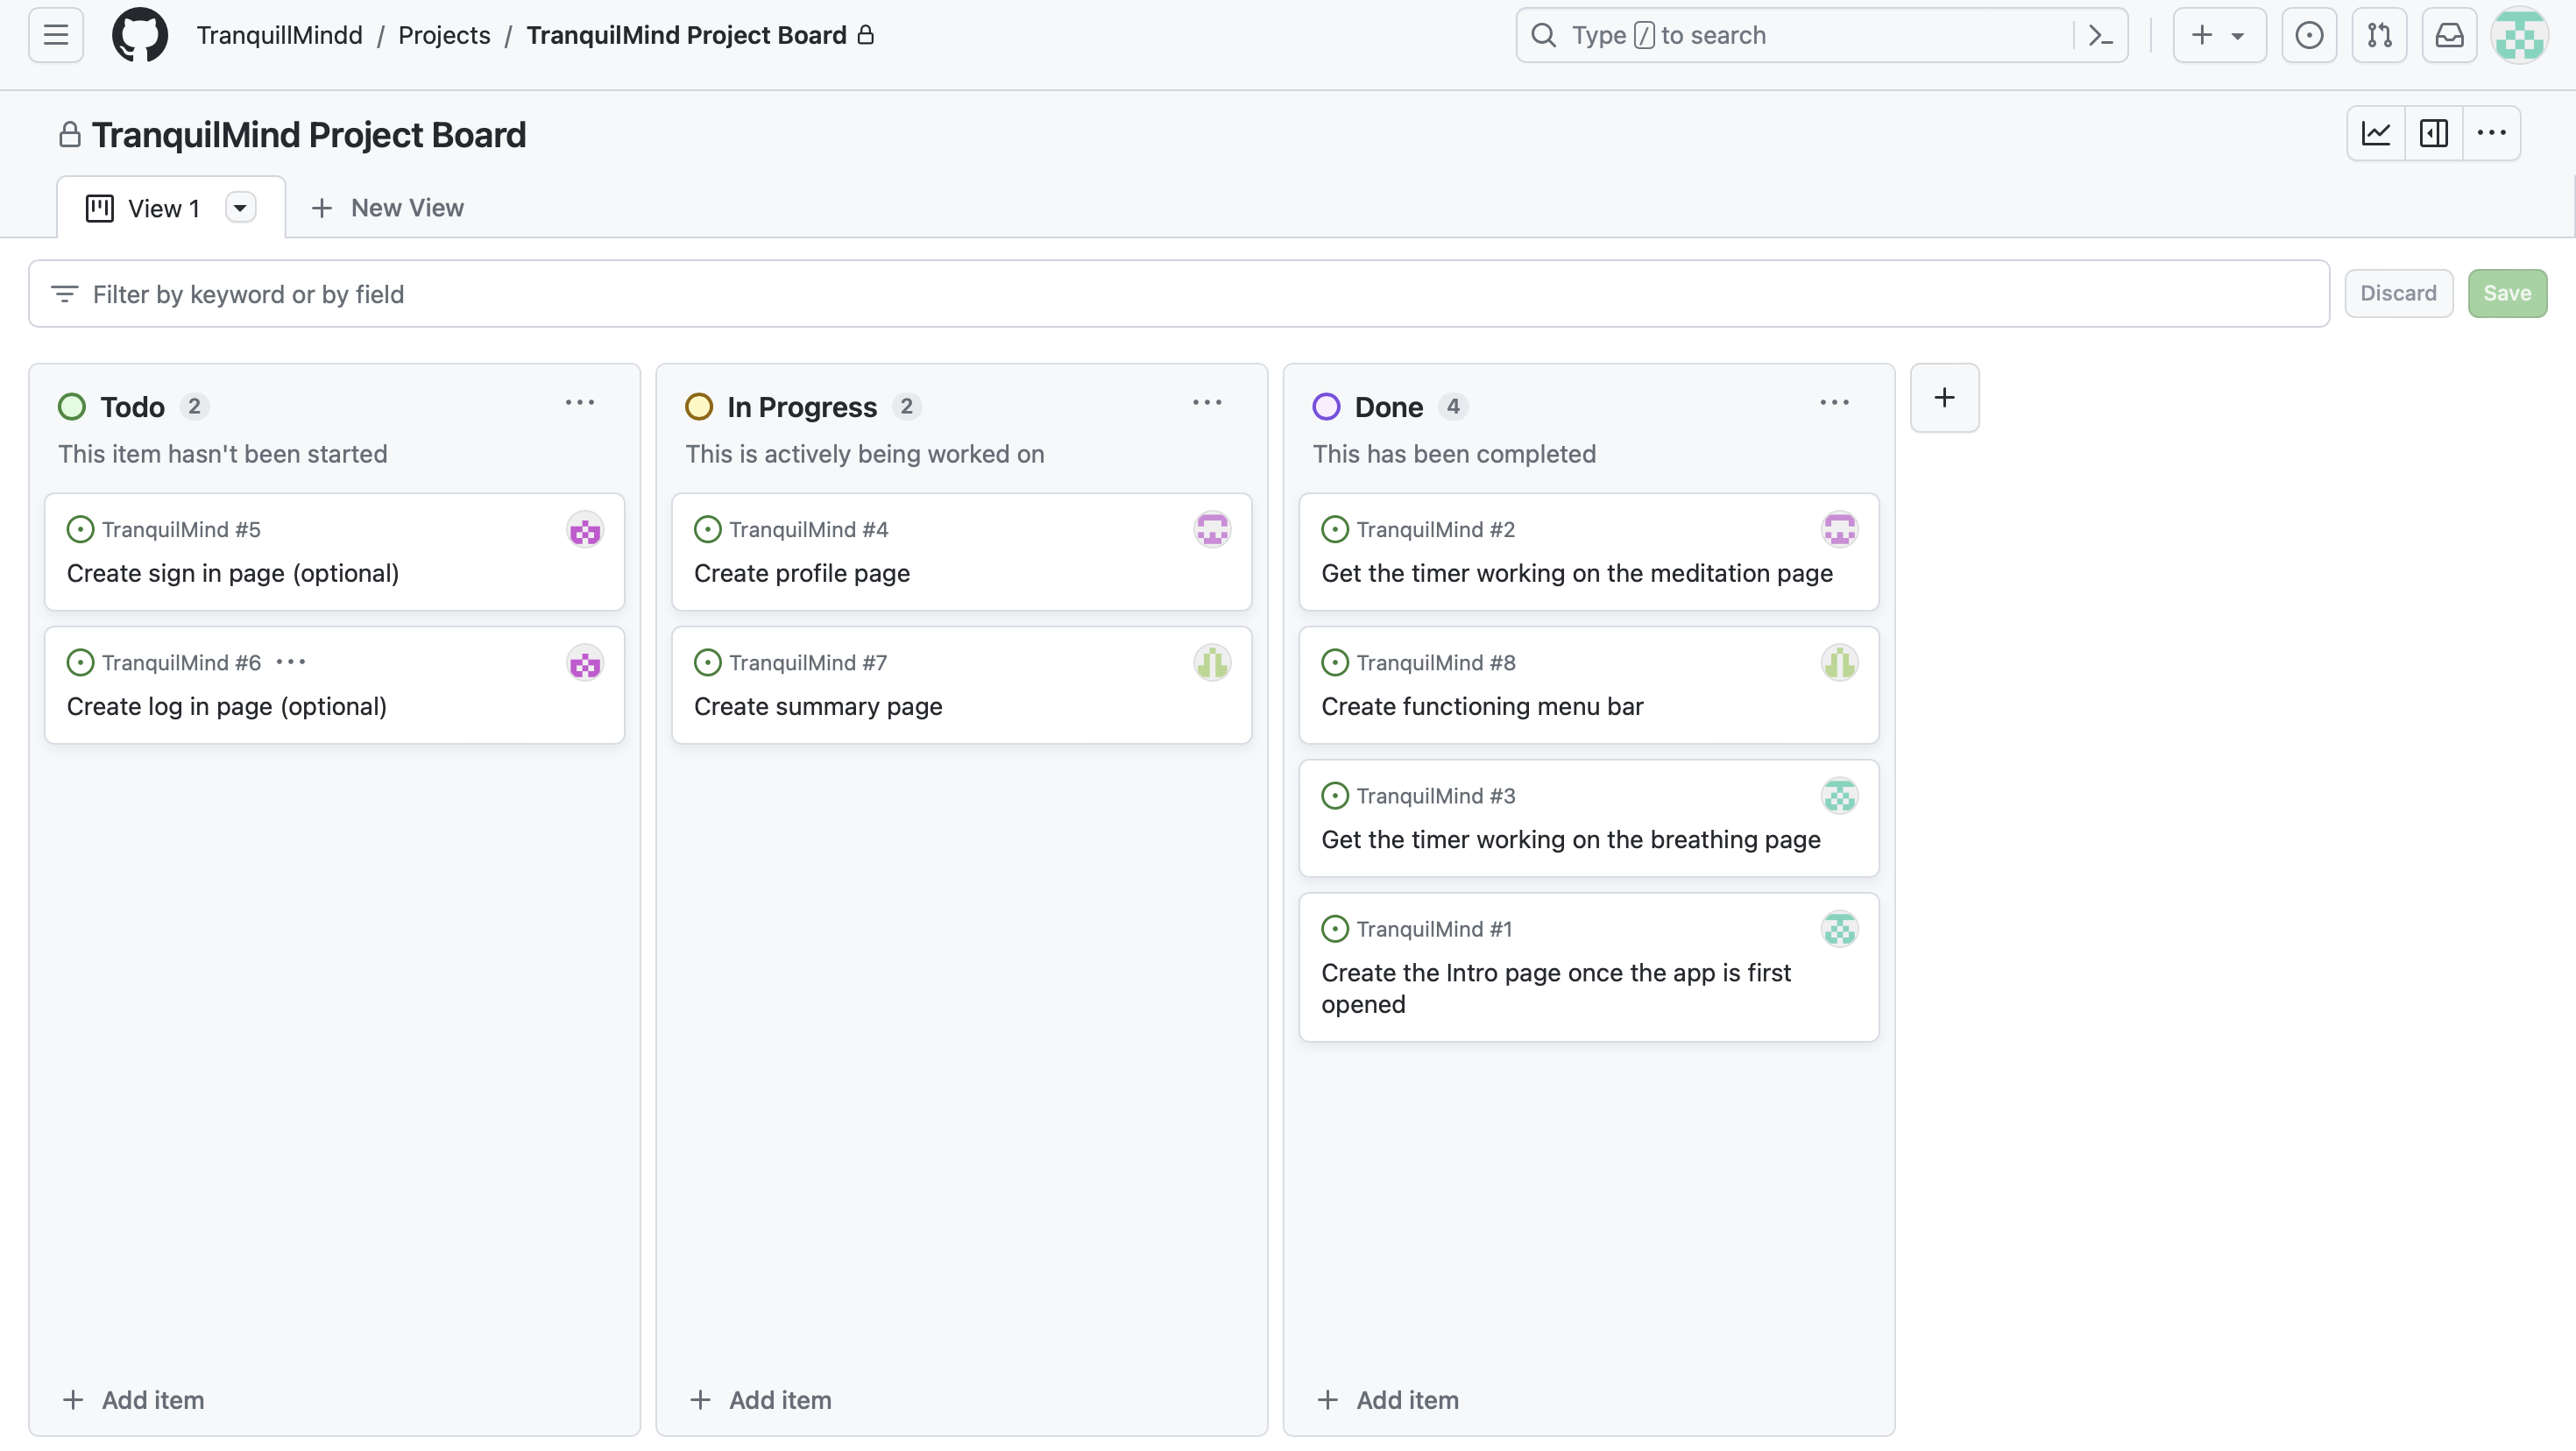 TranquillMindd / Projects / TranquilMind Project Board
Type / to search
TranquilMind Project Board
View 1
New View
Filter by keyword or by field
Discard
Save
Todo 2
This item hasn't been started
TranquilMind #5
Create sign in page (optional)
TranquilMind #6
Create log in page (optional)
Add item
In Progress 2
This is actively being worked on
TranquilMind #4
Create profile page
TranquilMind #7
Create summary page
Add item
Done 4
This has been completed
TranquilMind #2
Get the timer working on the meditation page
TranquilMind #8
Create functioning menu bar
TranquilMind #3
Get the timer working on the breathing page
TranquilMind #1
Create the Intro page once the app is first
opened
Add item